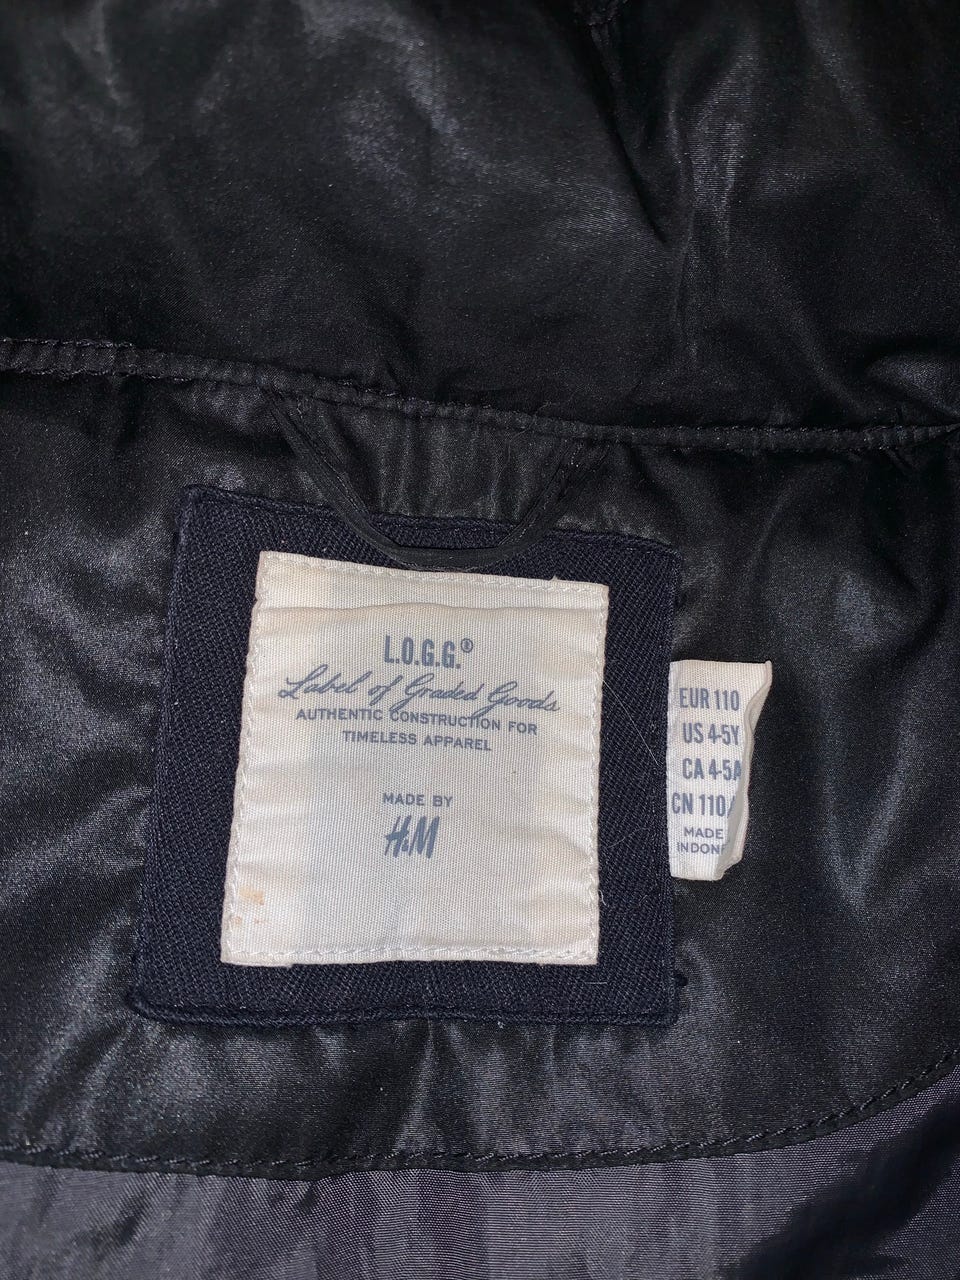 L.O.G.G.®
Label of Graded Goods
AUTHENTIC CONSTRUCTION FOR
TIMELESS APPAREL
MADE BY
H&M
EUR 110
US 4-5Y
CA 4-5A
CN 110/
MADE
INDON